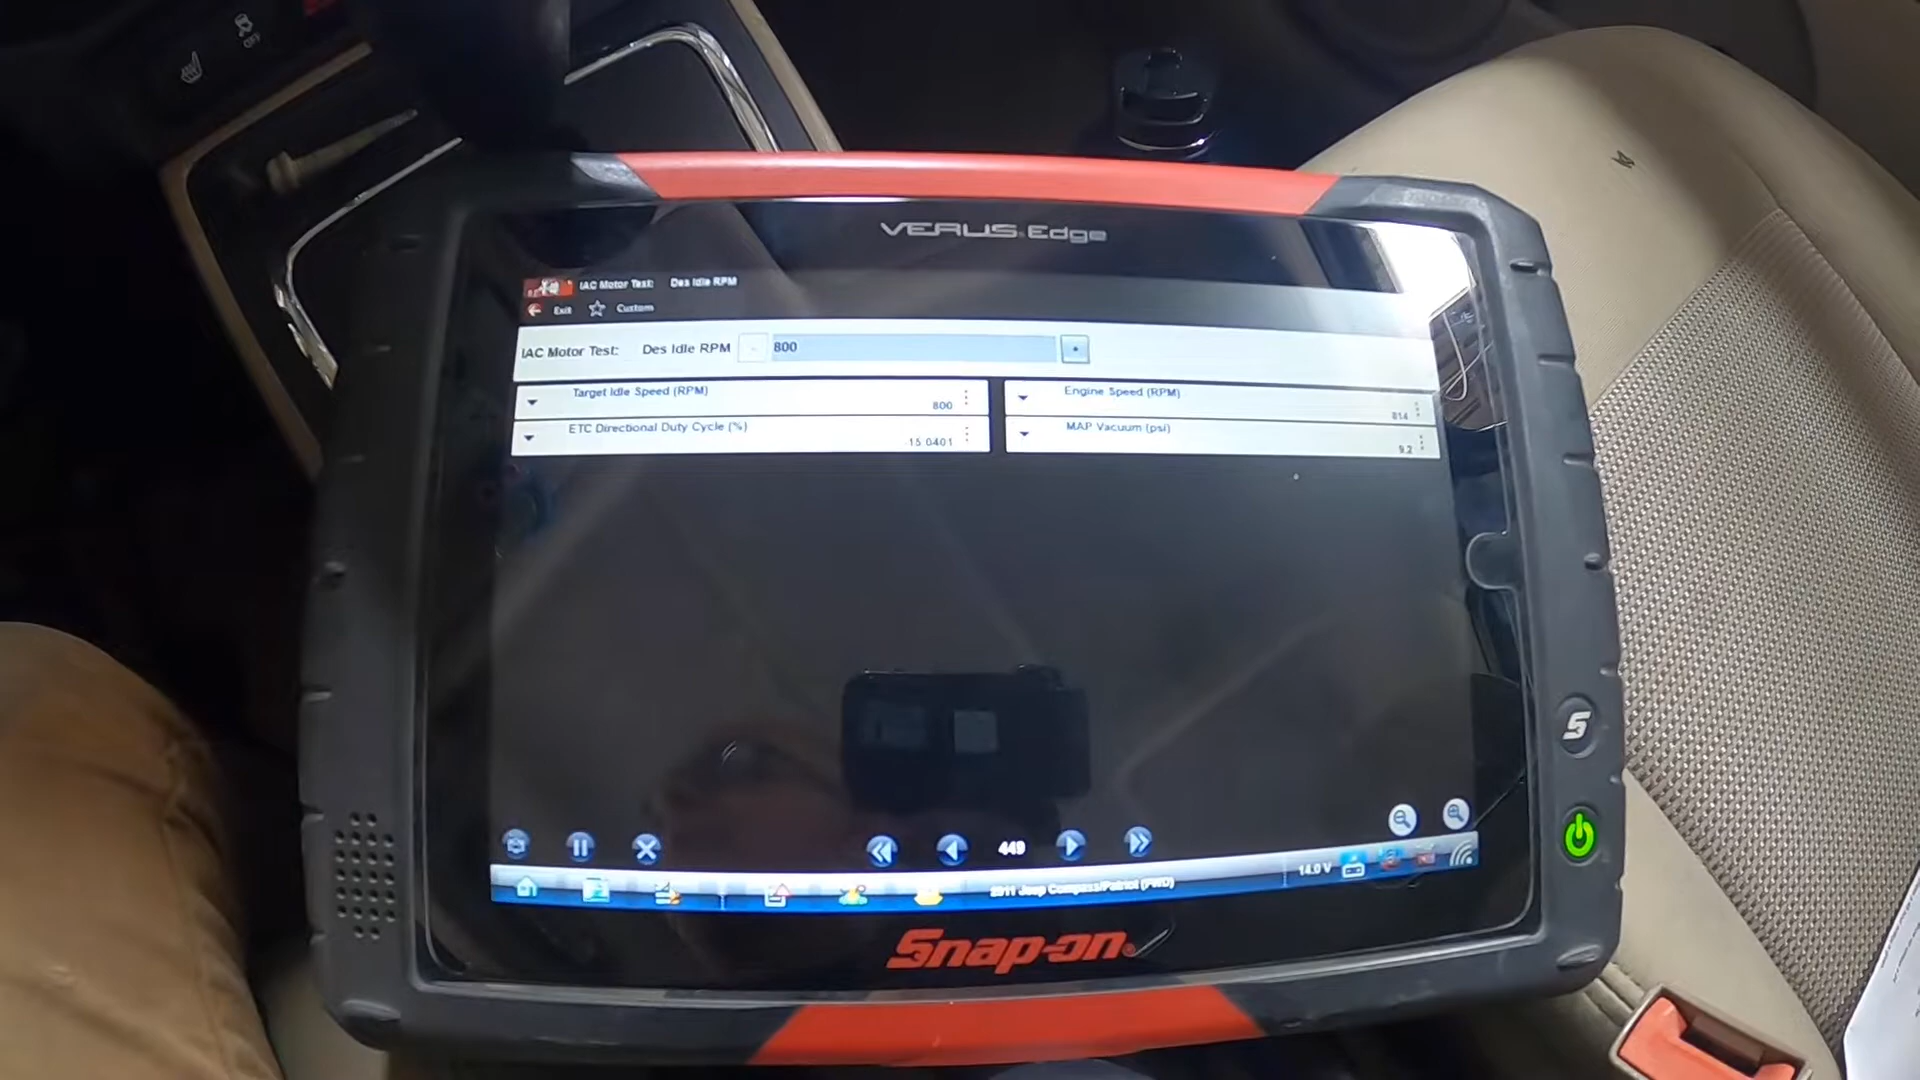 OFF
VERUS Edge
IAC Motor Test: Des Idle RPM
Exit Custom
IAC Motor Test: Des Idle RPM - 800
Target Idle Speed (RPM) 800
Engine Speed (RPM) 814
ETC Directional Duty Cycle (%) -15.0401
MAP Vacuum (psi) 9.2
S
449
2011 Jeep Compass/Patriot (FWD) 14.0 V
Snap-on